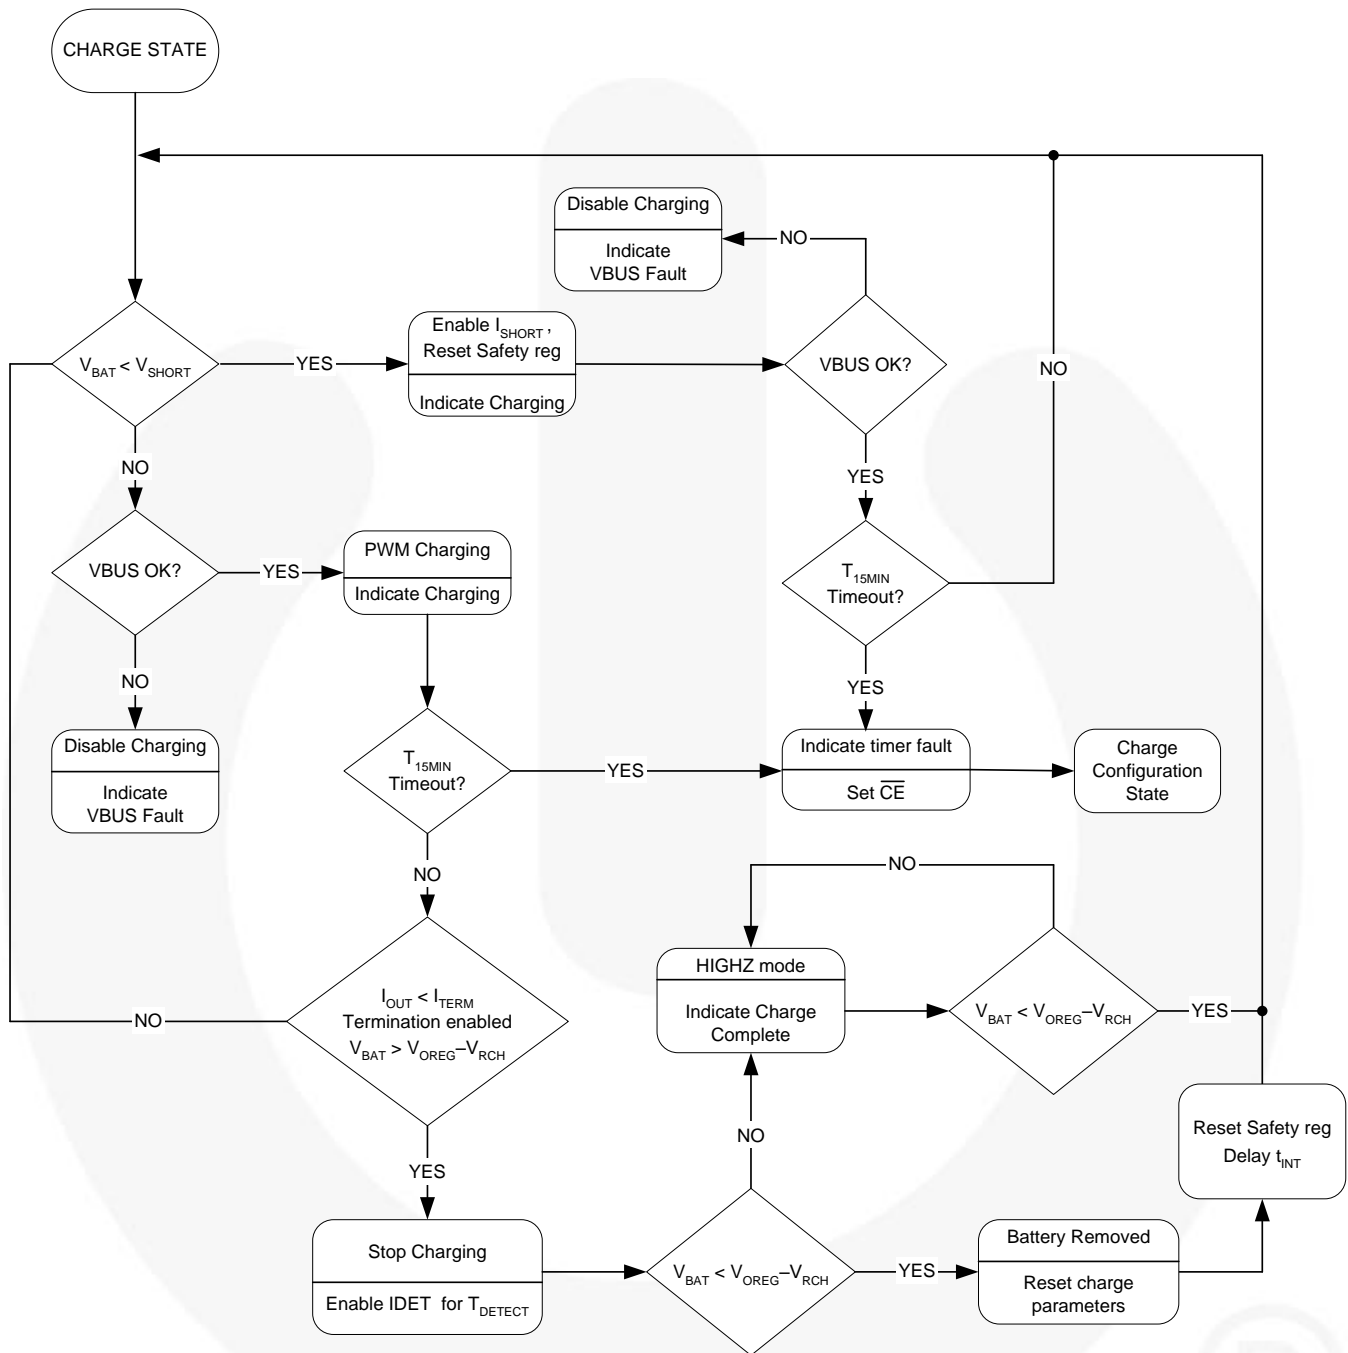 CHARGE STATE
Disable Charging
Indicate
VBUS Fault
NO
V_BAT < V_SHORT
YES
Enable I_SHORT ,
Reset Safety reg
Indicate Charging
VBUS OK?
NO
NO
YES
VBUS OK?
YES
PWM Charging
Indicate Charging
T_15MIN
Timeout?
NO
YES
Disable Charging
Indicate
VBUS Fault
T_15MIN
Timeout?
YES
Indicate timer fault
Set C̅E̅
Charge
Configuration
State
NO
NO
I_OUT < I_TERM
Termination enabled
V_BAT > V_OREG–V_RCH
NO
HIGHZ mode
Indicate Charge
Complete
V_BAT < V_OREG–V_RCH
YES
NO
YES
Reset Safety reg
Delay t_INT
Stop Charging
Enable IDET for T_DETECT
V_BAT < V_OREG–V_RCH
YES
Battery Removed
Reset charge
parameters